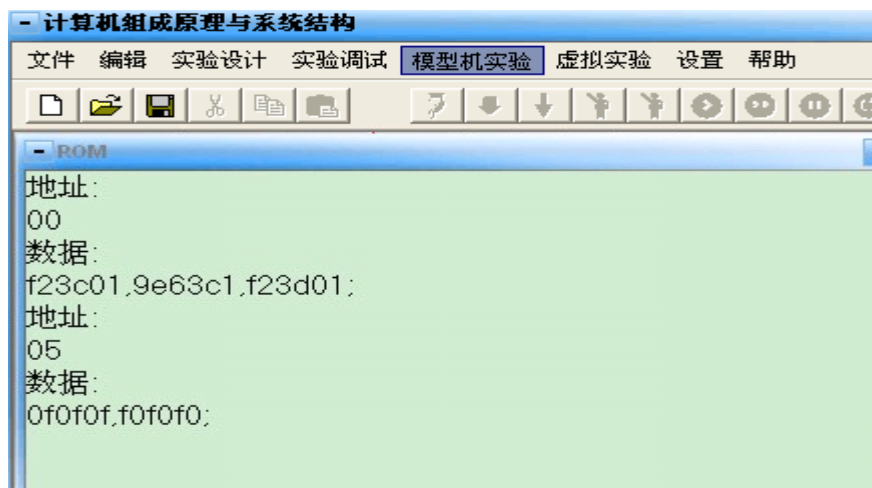 计算机组成原理与系统结构
文件 编辑 实验设计 实验调试 模型机实验 虚拟实验 设置 帮助
ROM
地址:
00
数据:
f23c01,9e63c1,f23d01;
地址:
05
数据:
0f0f0f,f0f0f0;